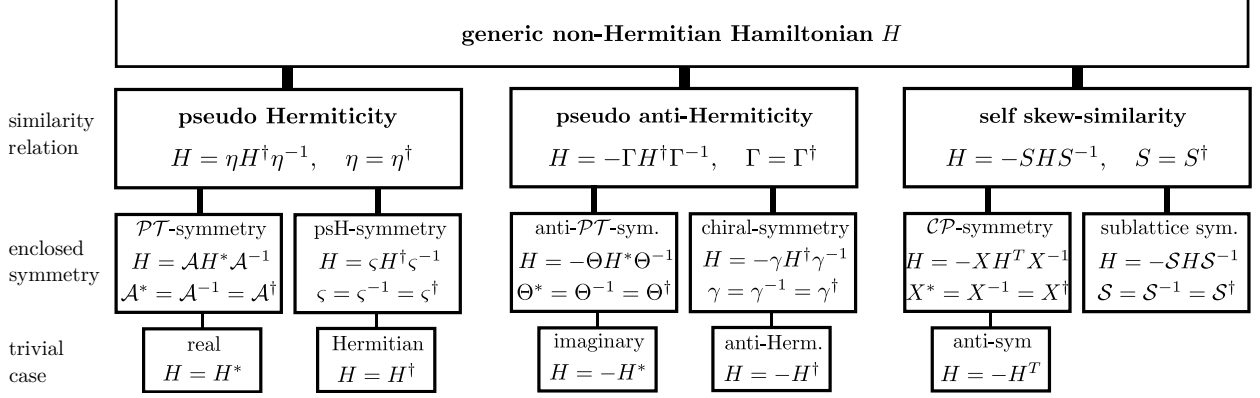 generic non-Hermitian Hamiltonian H
similarity
relation
pseudo Hermiticity
H = ηH†η⁻¹, η = η†
pseudo anti-Hermiticity
H = −ΓH†Γ⁻¹, Γ = Γ†
self skew-similarity
H = −SHS⁻¹, S = S†
enclosed
symmetry
𝒫𝒯-symmetry
H = 𝒜H*𝒜⁻¹
𝒜* = 𝒜⁻¹ = 𝒜†
psH-symmetry
H = ςH†ς⁻¹
ς = ς⁻¹ = ς†
anti-𝒫𝒯-sym.
H = −ΘH*Θ⁻¹
Θ* = Θ⁻¹ = Θ†
chiral-symmetry
H = −γH†γ⁻¹
γ = γ⁻¹ = γ†
𝒞𝒫-symmetry
H = −XHᵀX⁻¹
X* = X⁻¹ = X†
sublattice sym.
H = −𝒮H𝒮⁻¹
𝒮 = 𝒮⁻¹ = 𝒮†
trivial
case
real
H = H*
Hermitian
H = H†
imaginary
H = −H*
anti-Herm.
H = −H†
anti-sym
H = −Hᵀ